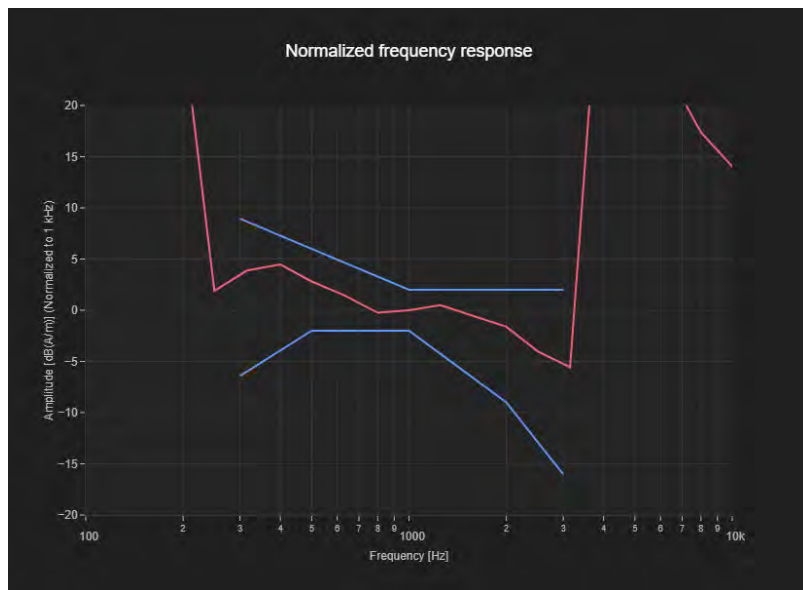 Normalized frequency response
Amplitude [dB(A/m)] (Normalized to 1 kHz)
20
15
10
5
0
−5
−10
−15
−20
2 3 4 5 6 7 8 9 2 3 4 5 6 7 8 9
100 1000 10k
Frequency [Hz]